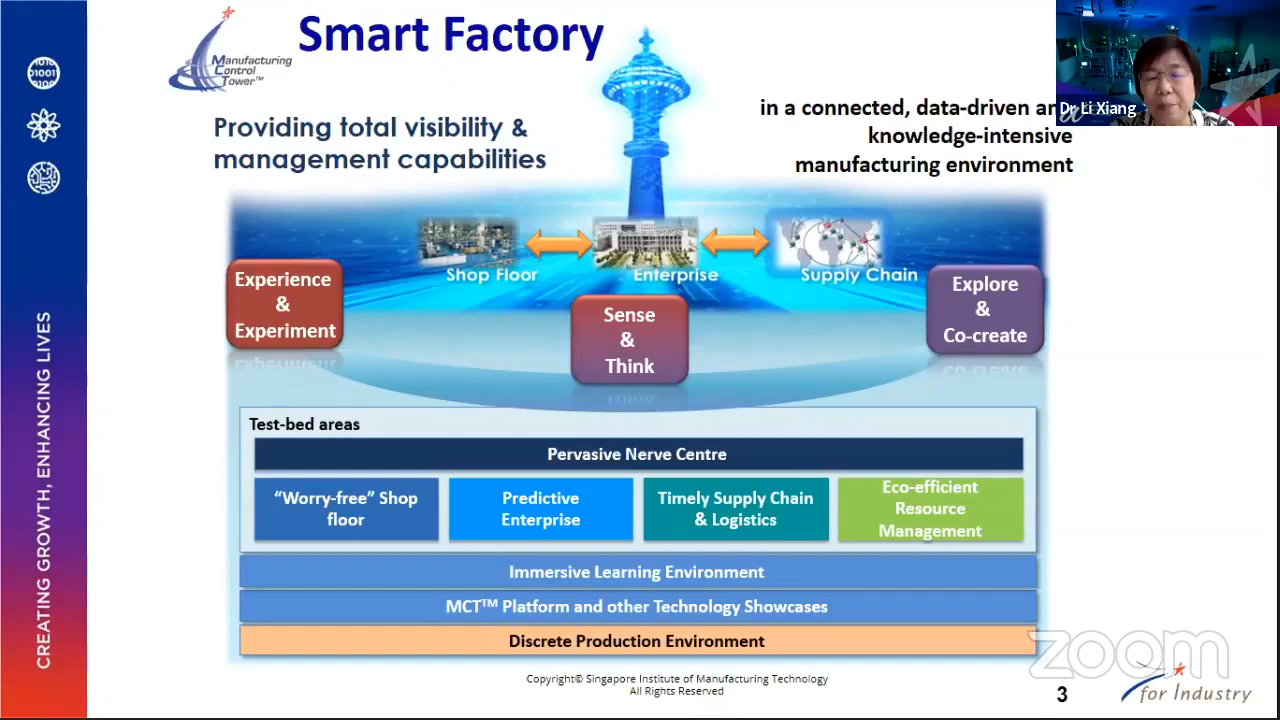 Smart Factory
Manufacturing
Control
Tower™
Providing total visibility &
management capabilities
in a connected, data-driven
knowledge-intensive
manufacturing environment
Dr Li Xiang
Shop Floor
Enterprise
Supply Chain
Experience
&
Experiment
Sense
&
Think
Explore
&
Co-create
Test-bed areas
Pervasive Nerve Centre
“Worry-free” Shop
floor
Predictive
Enterprise
Timely Supply Chain
& Logistics
Eco-efficient
Resource
Management
Immersive Learning Environment
MCT™ Platform and other Technology Showcases
Discrete Production Environment
Copyright© Singapore Institute of Manufacturing Technology
All Rights Reserved
3
zoom
for Industry
CREATING GROWTH, ENHANCING LIVES